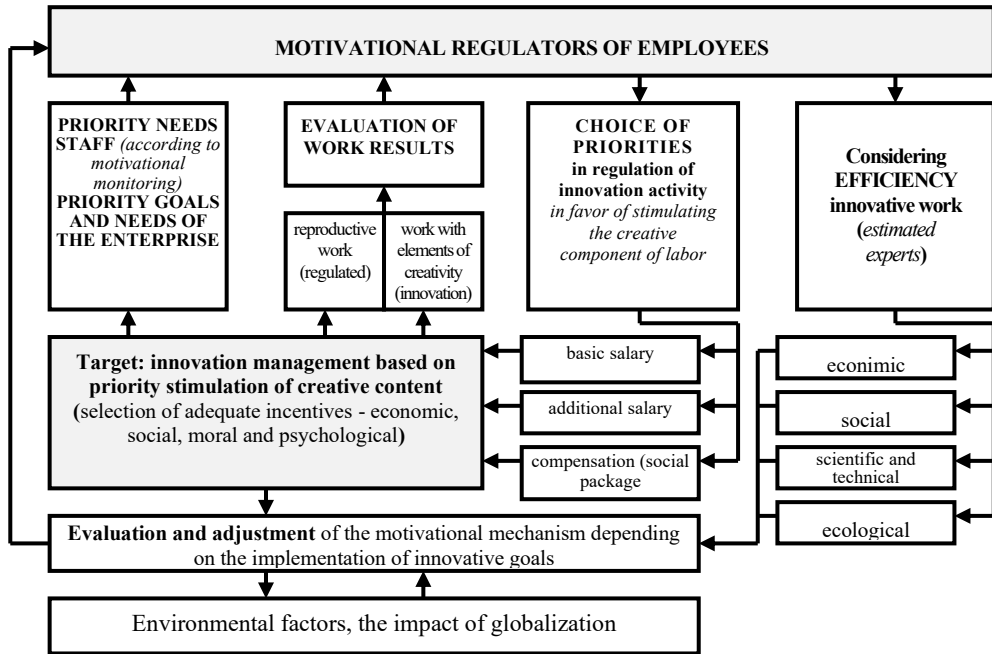 MOTIVATIONAL REGULATORS OF EMPLOYEES
PRIORITY NEEDS
STAFF (according to
motivational
monitoring)
PRIORITY GOALS
AND NEEDS OF
THE ENTERPRISE
EVALUATION OF
WORK RESULTS
reproductive
work
(regulated)
work with
elements of
creativity
(innovation)
CHOICE OF
PRIORITIES
in regulation of
innovation activity
in favor of stimulating
the creative
component of labor
Considering
EFFICIENCY
innovative work
(estimated
experts)
Target: innovation management based on
priority stimulation of creative content
(selection of adequate incentives - economic,
social, moral and psychological)
basic salary
additional salary
compensation (social
package
econimic
social
scientific and
technical
ecological
Evaluation and adjustment of the motivational mechanism depending
on the implementation of innovative goals
Environmental factors, the impact of globalization